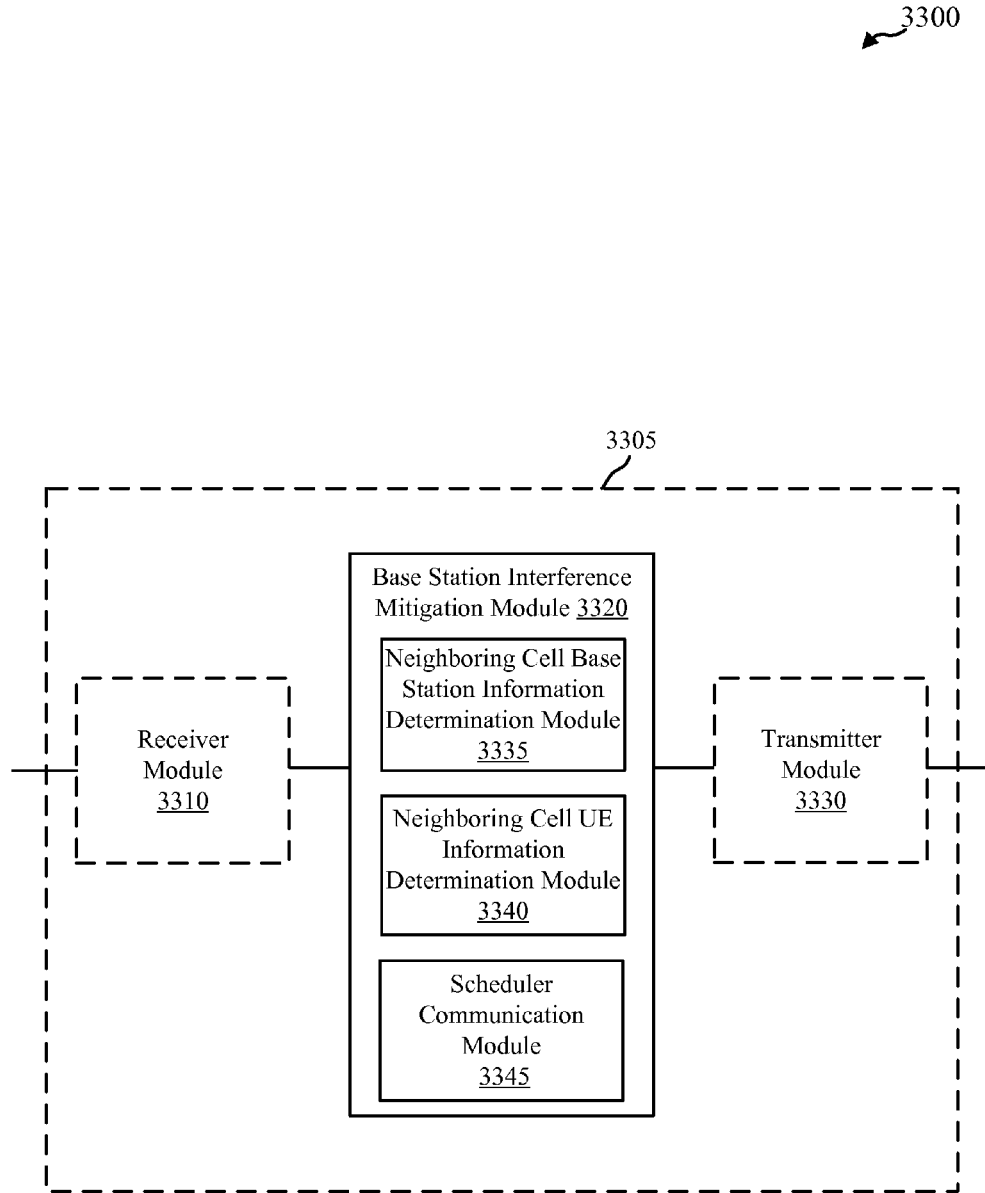 3300
3305
Base Station Interference
Mitigation Module 3320
Neighboring Cell Base
Station Information
Determination Module
3335
Receiver
Module
3310
Transmitter
Module
3330
Neighboring Cell UE
Information
Determination Module
3340
Scheduler
Communication
Module
3345